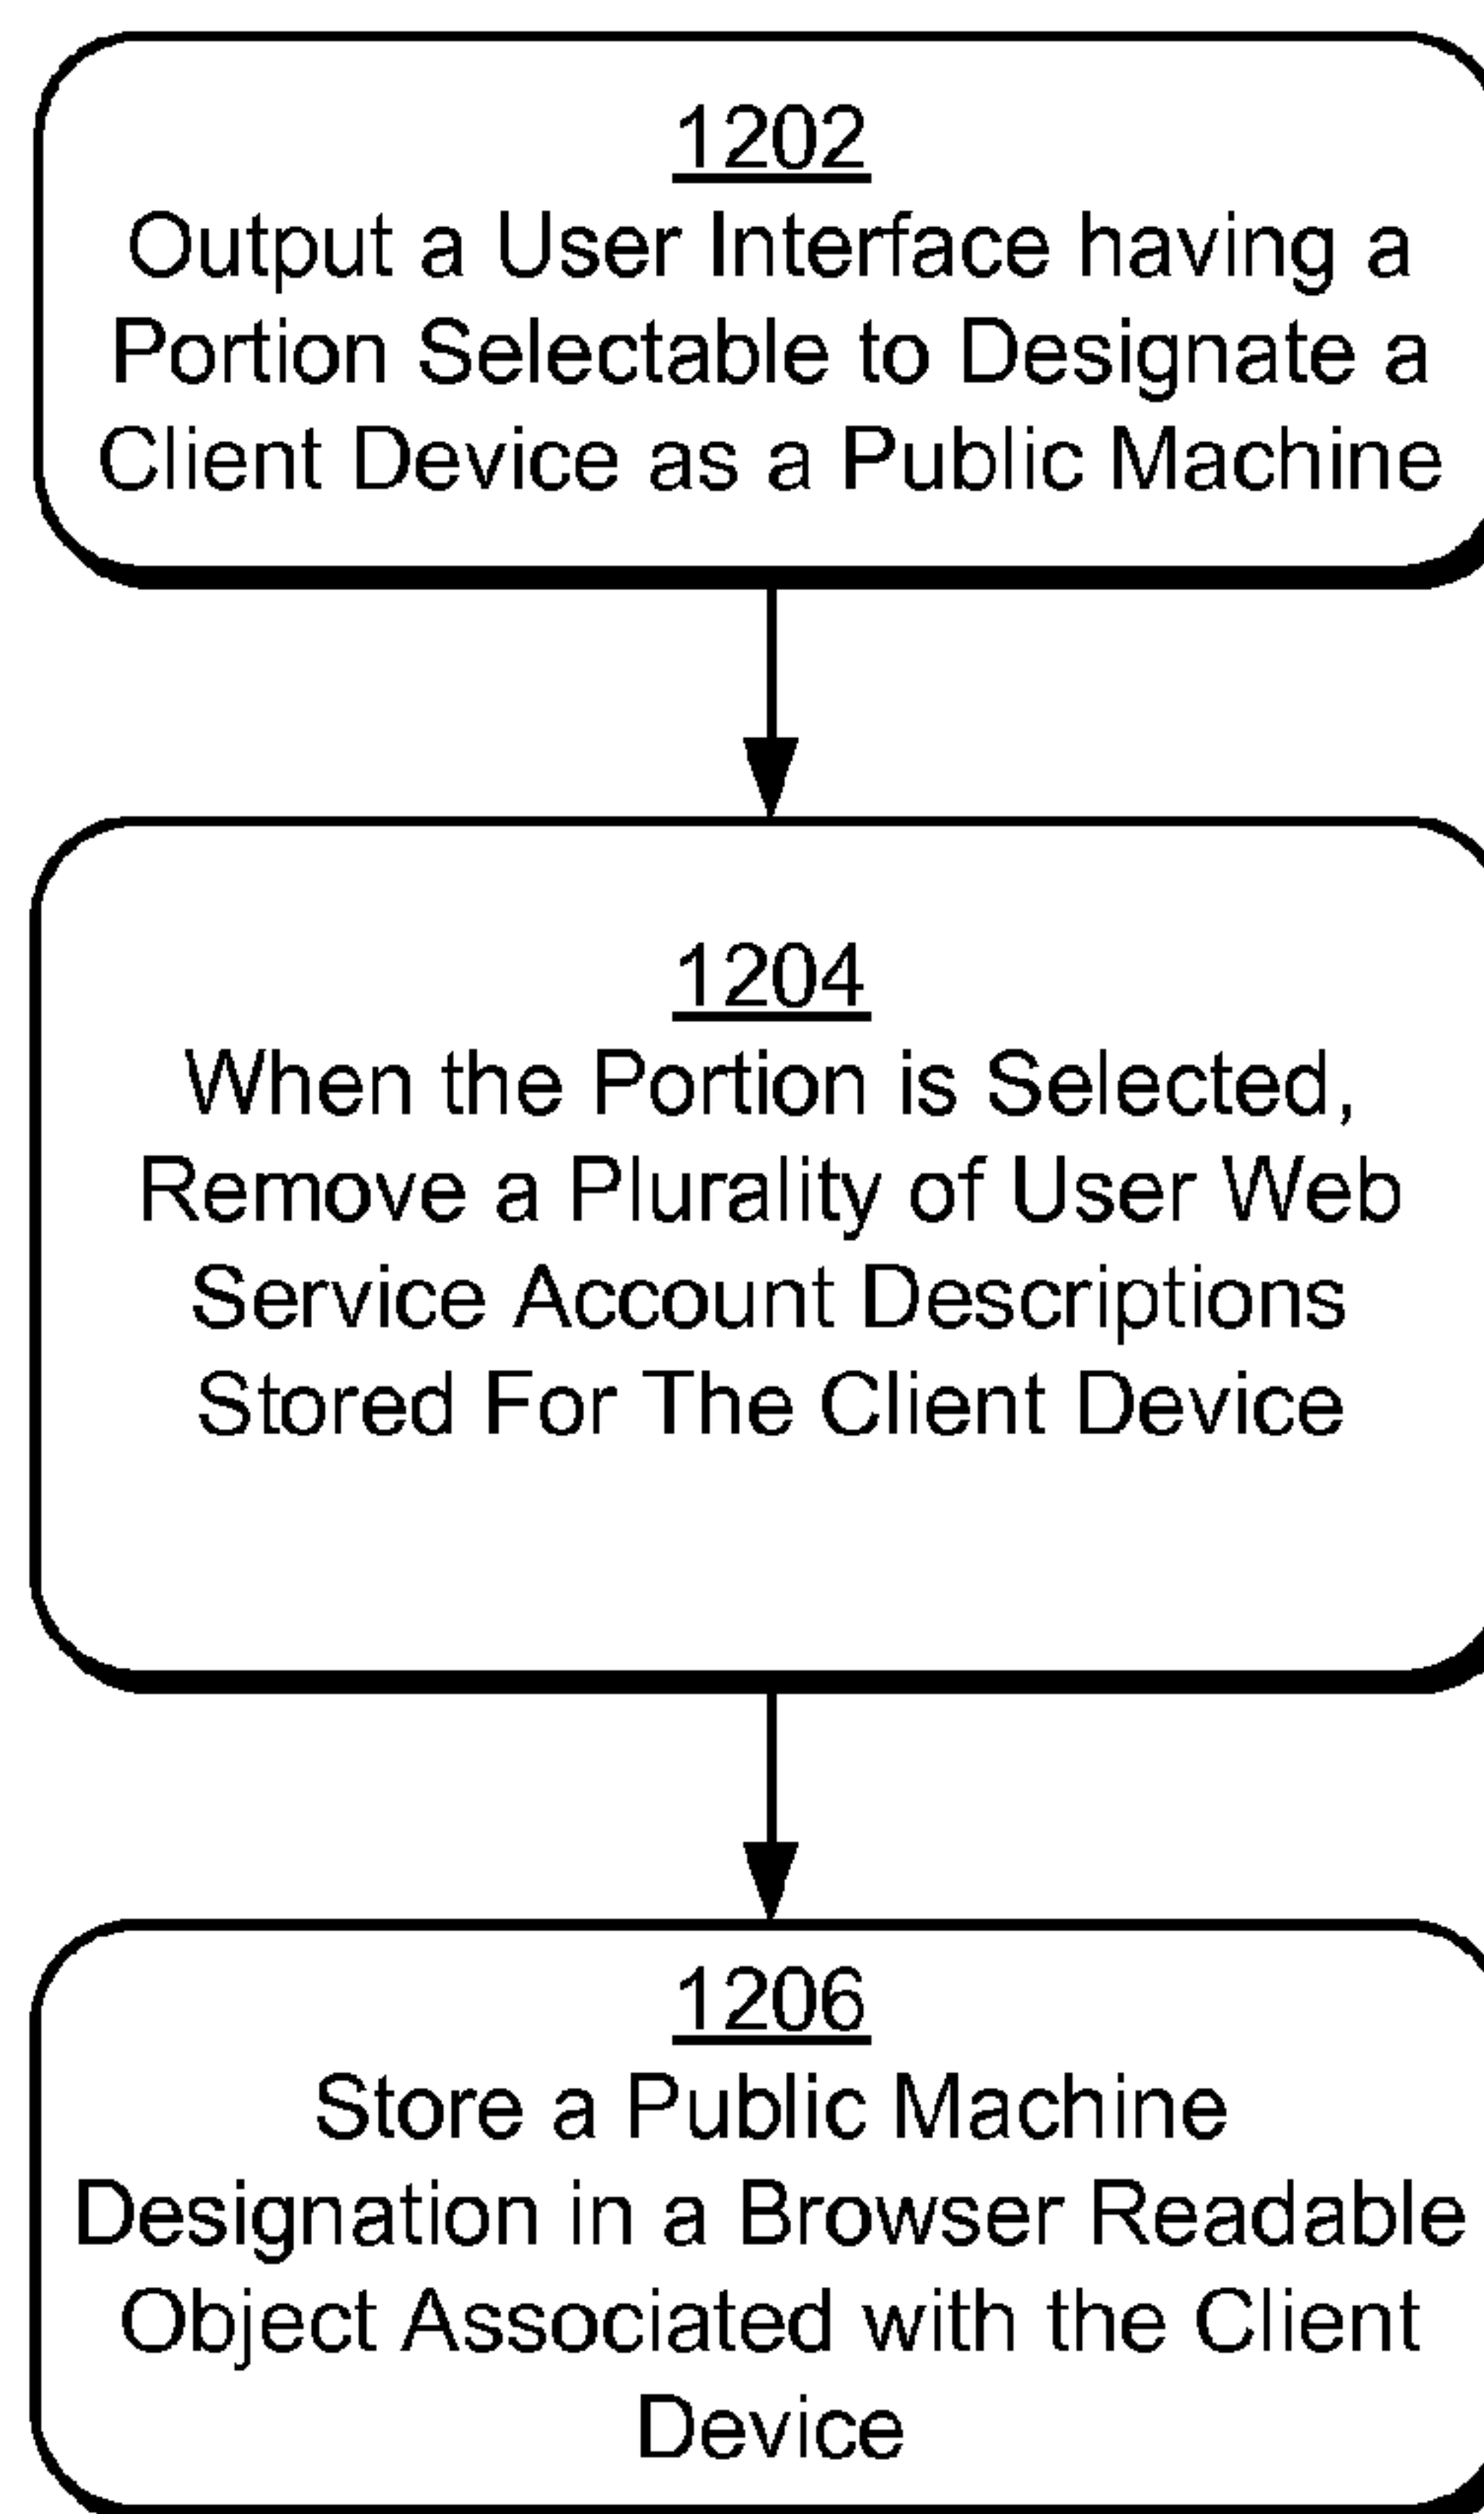 1202
Output a User Interface having a
Portion Selectable to Designate a
Client Device as a Public Machine
1204
When the Portion is Selected,
Remove a Plurality of User Web
Service Account Descriptions
Stored For The Client Device
1206
Store a Public Machine
Designation in a Browser Readable
Object Associated with the Client
Device